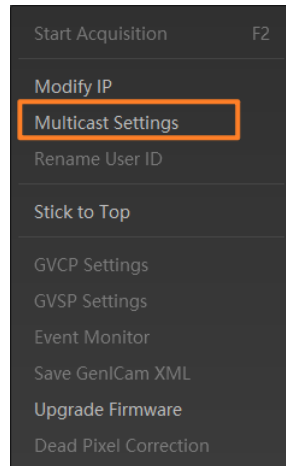 Start Acquisition F2
Modify IP
Multicast Settings
Rename User ID
Stick to Top
GVCP Settings
GVSP Settings
Event Monitor
Save GenICam XML
Upgrade Firmware
Dead Pixel Correction